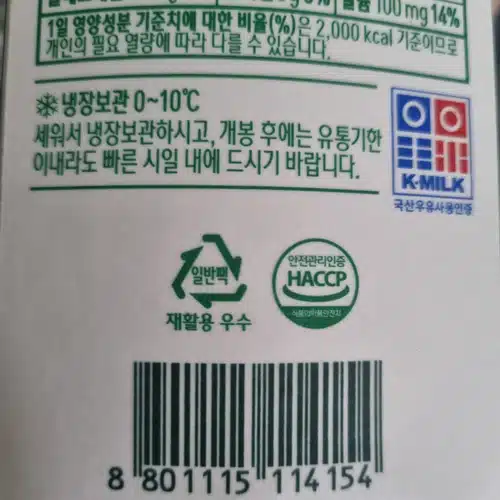 100 mg 14%
1일 영양성분 기준치에 대한 비율(%)은 2,000 kcal 기준이므로
개인의 필요 열량에 따라 다를 수 있습니다.
냉장보관 0~10℃
세워서 냉장보관하시고, 개봉 후에는 유통기한
이내라도 빠른 시일 내에 드시기 바랍니다.
K-MILK
국산우유사용인증
일반팩
재활용 우수
안전관리인증
HACCP
식품의약품안전처
8 801115 114154